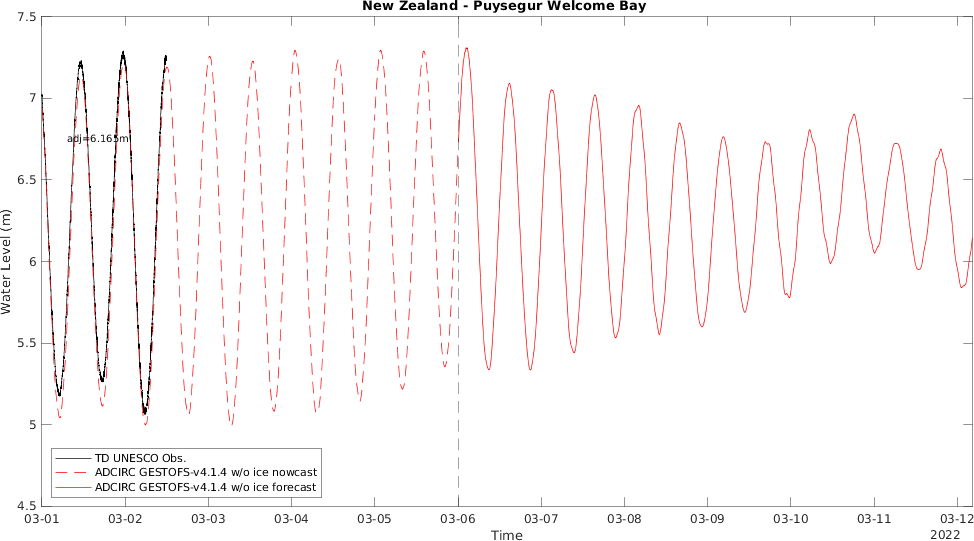 New Zealand - Puysegur Welcome Bay
7.5
7
6.5
6
5.5
5
4.5
Water Level (m)
adj=6.165m
TD UNESCO Obs.
ADCIRC GESTOFS-v4.1.4 w/o ice nowcast
ADCIRC GESTOFS-v4.1.4 w/o ice forecast
03-01 03-02 03-03 03-04 03-05 03-06 03-07 03-08 03-09 03-10 03-11 03-12
Time
2022